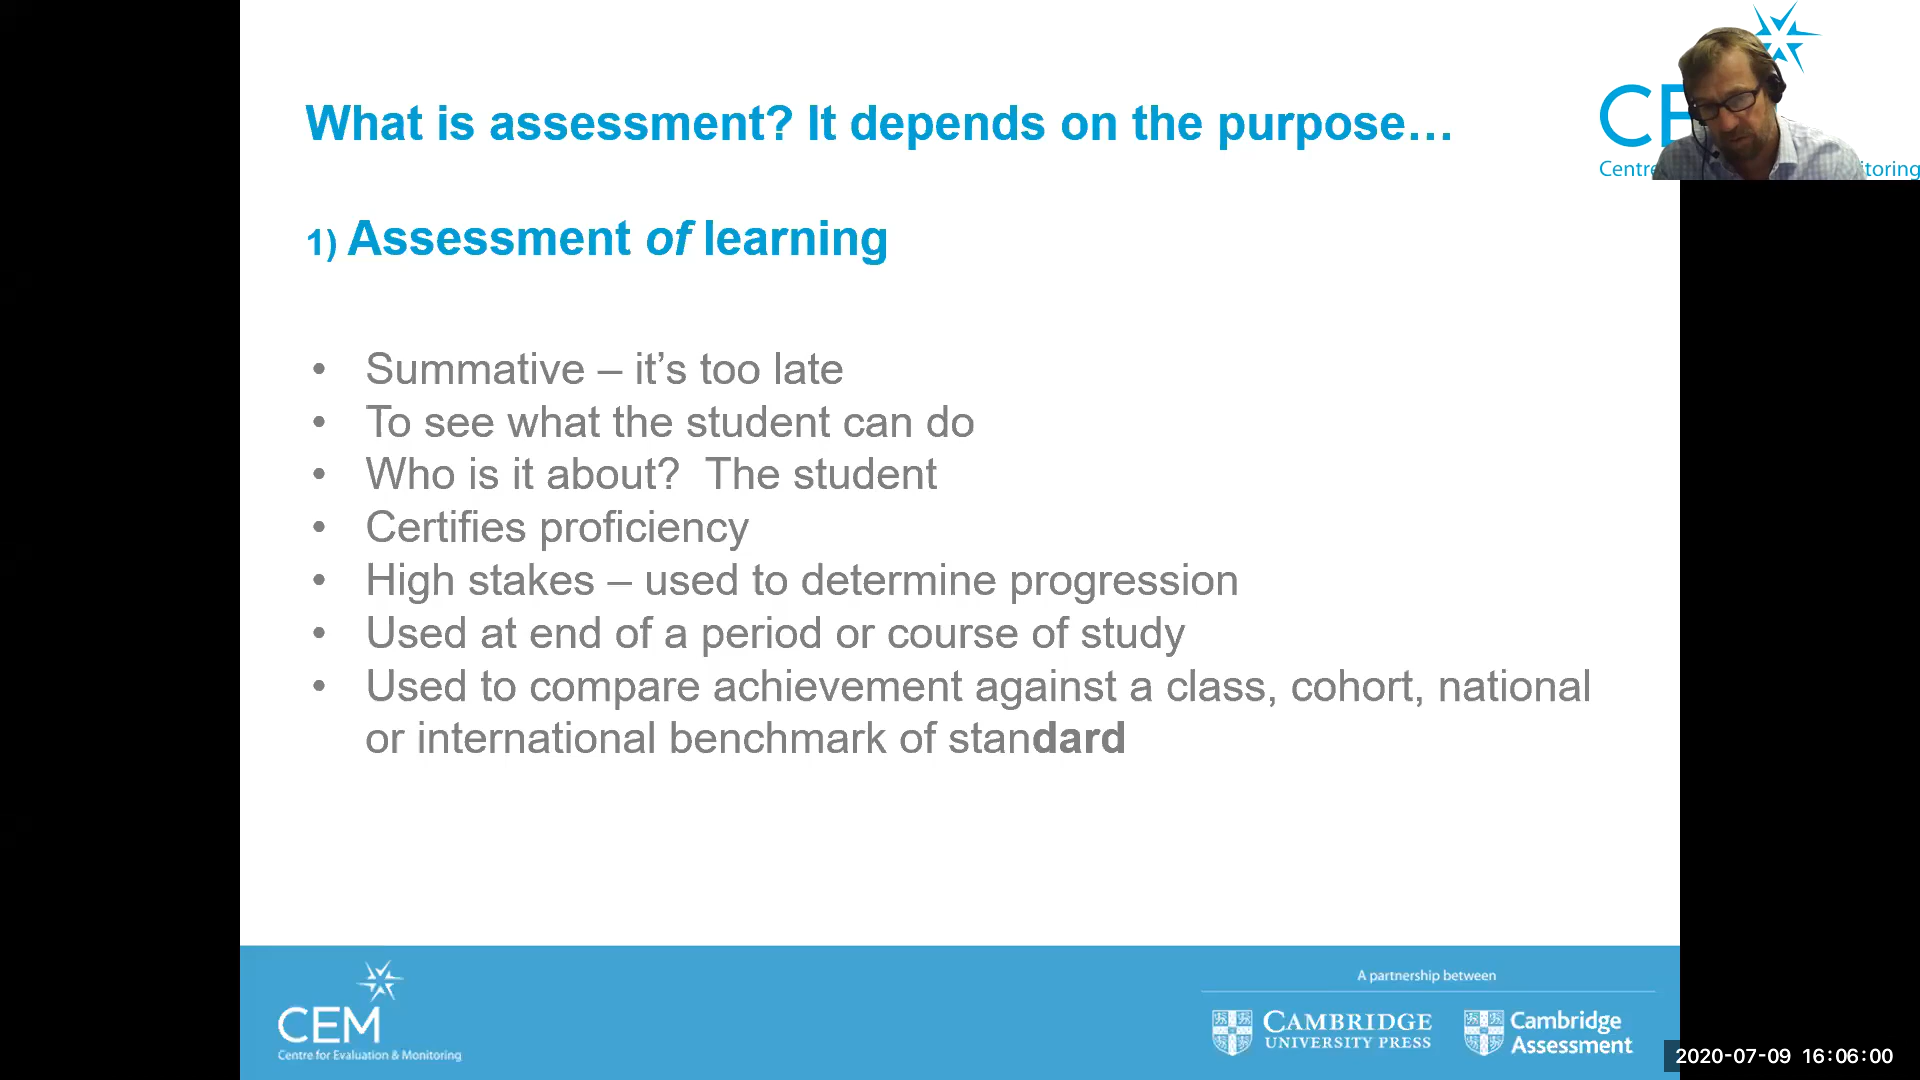 What is assessment? It depends on the purpose…
1) Assessment of learning
• Summative – it’s too late
• To see what the student can do
• Who is it about?  The student
• Certifies proficiency
• High stakes – used to determine progression
• Used at end of a period or course of study
• Used to compare achievement against a class, cohort, national
or international benchmark of standard
CEM
Centre for Evaluation & Monitoring
A partnership between
CAMBRIDGE
UNIVERSITY PRESS
Cambridge
Assessment
2020-07-09 16:06:00